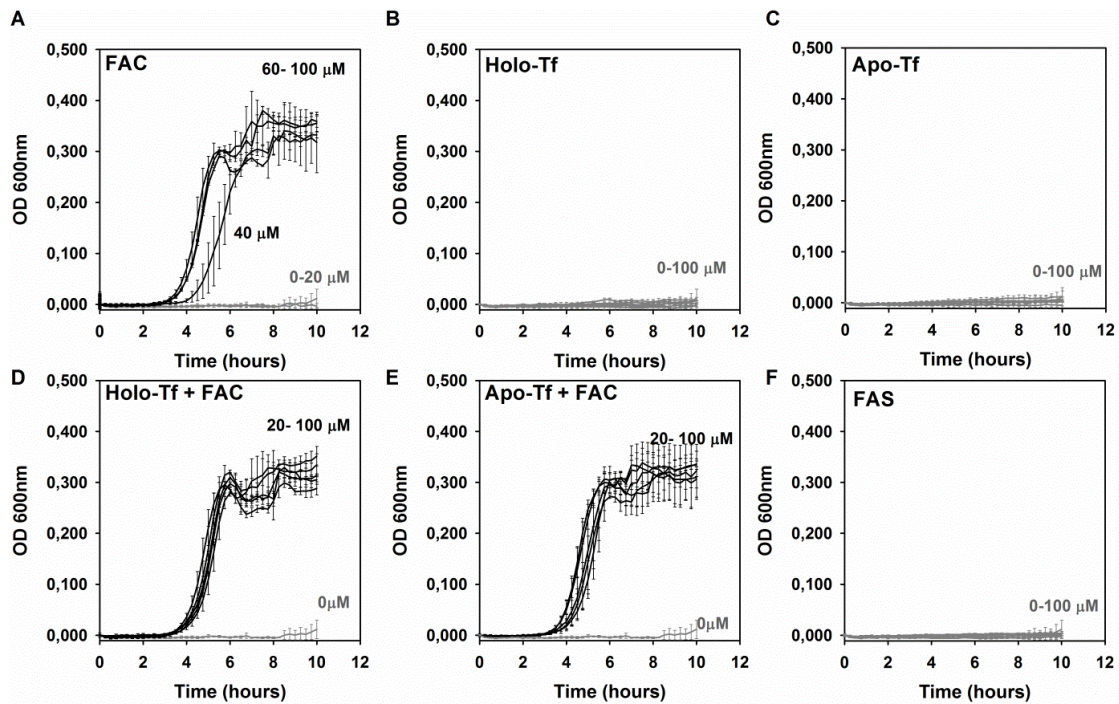 A
FAC
60- 100 μM
40 μM
0-20 μM
0,500
0,400
0,300
0,200
0,100
0,000
OD 600nm
0 2 4 6 8 10 12
Time (hours)
B
Holo-Tf
0-100 μM
0,500
0,400
0,300
0,200
0,100
0,000
OD 600nm
0 2 4 6 8 10 12
Time (hours)
C
Apo-Tf
0-100 μM
0,500
0,400
0,300
0,200
0,100
0,000
OD 600nm
0 2 4 6 8 10 12
Time (hours)
D
Holo-Tf + FAC
20- 100 μM
0μM
0,500
0,400
0,300
0,200
0,100
0,000
OD 600nm
0 2 4 6 8 10 12
Time (hours)
E
Apo-Tf + FAC
20- 100 μM
0μM
0,500
0,400
0,300
0,200
0,100
0,000
OD 600nm
0 2 4 6 8 10 12
Time (hours)
F
FAS
0-100 μM
0,500
0,400
0,300
0,200
0,100
0,000
OD 600nm
0 2 4 6 8 10 12
Time (hours)